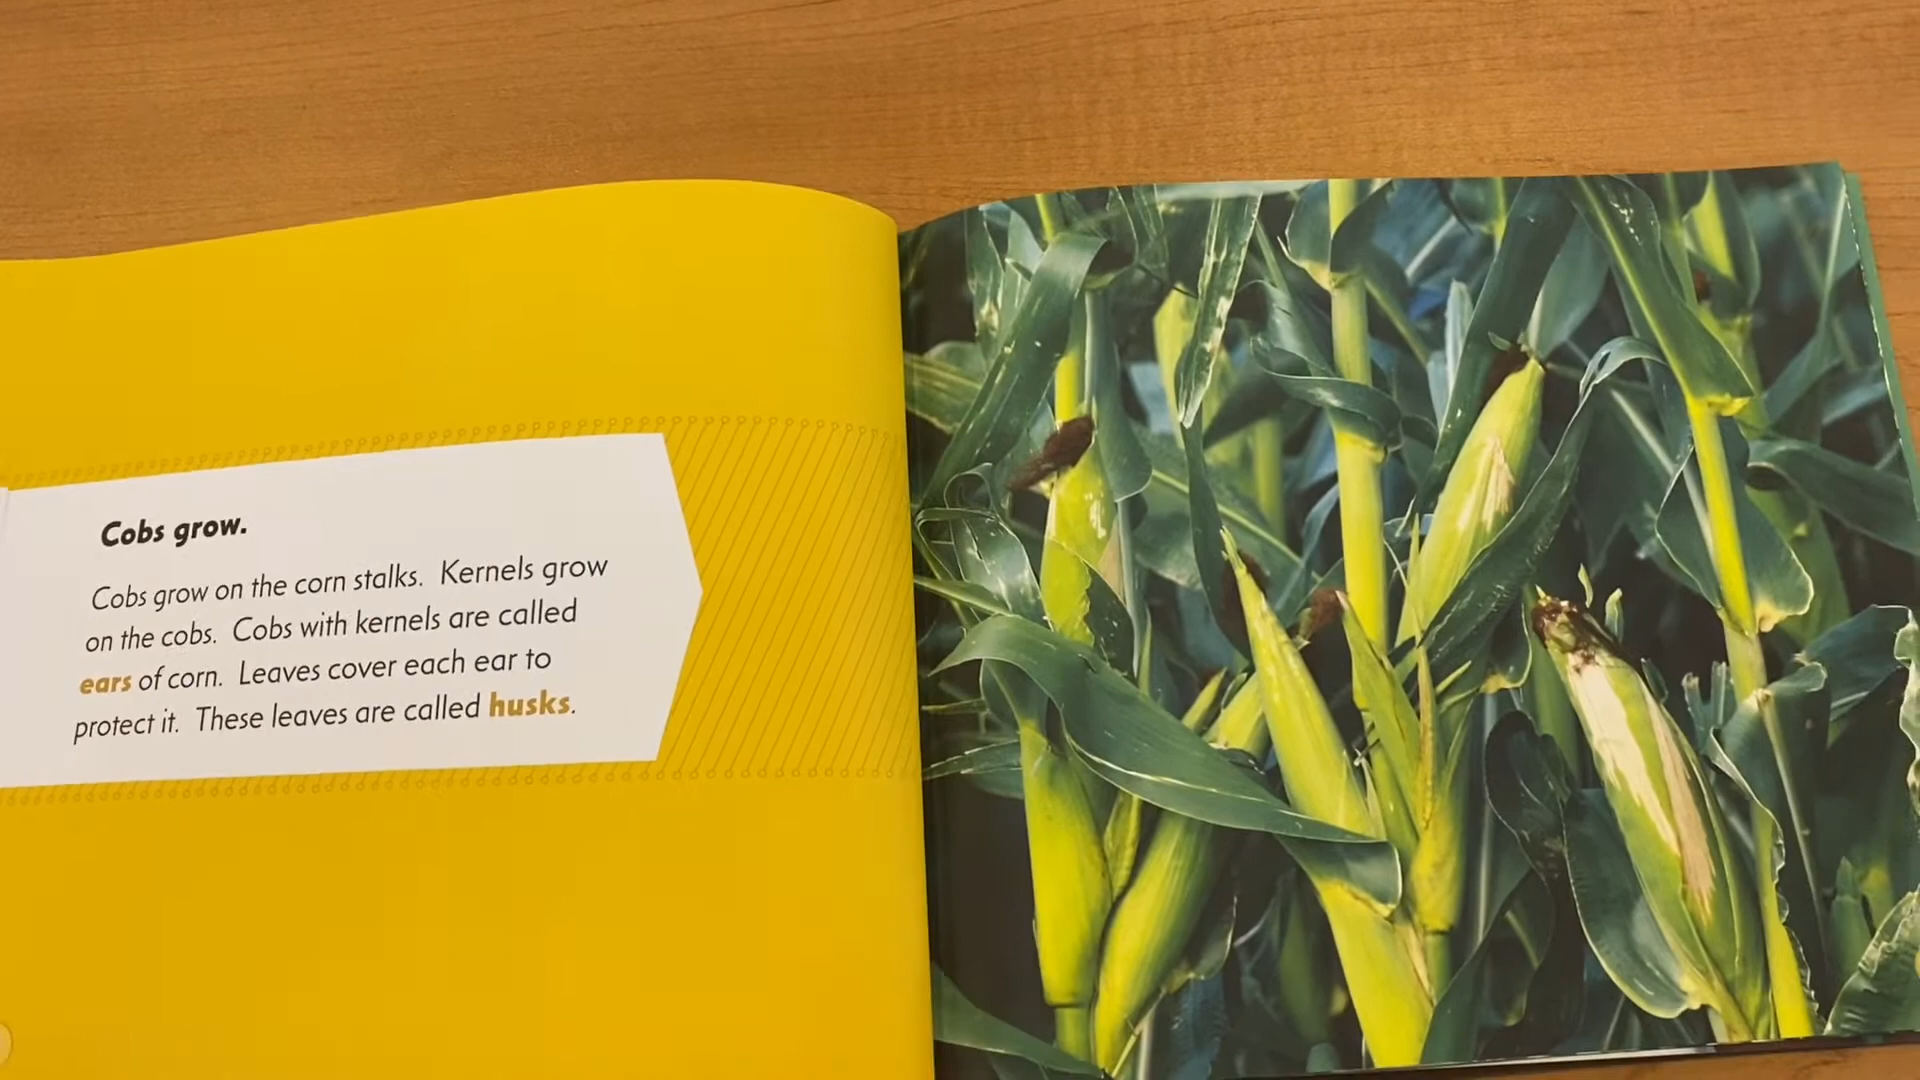 Cobs grow.
Cobs grow on the corn stalks. Kernels grow
on the cobs. Cobs with kernels are called
ears of corn. Leaves cover each ear to
protect it. These leaves are called husks.